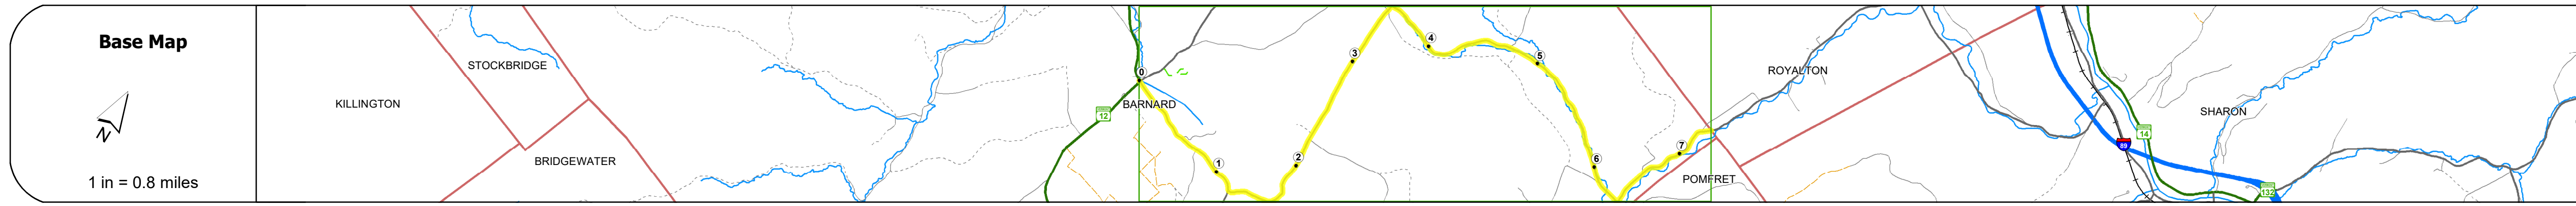 Base Map
N
1 in = 0.8 miles
KILLINGTON
STOCKBRIDGE
BRIDGEWATER
12
0
BARNARD
1
2
3
4
5
6
7
POMFRET
ROYALTON
89
14
SHARON
132